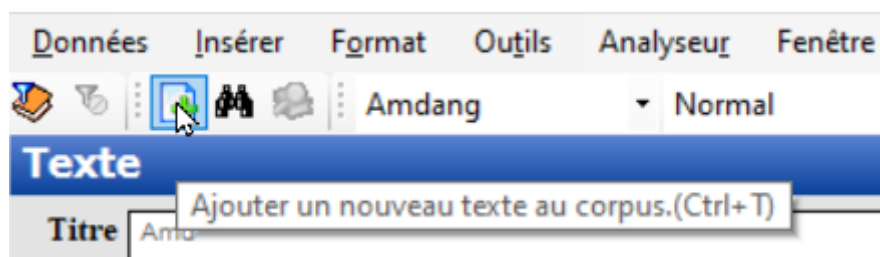 Données Insérer Format Outils Analyseur Fenêtre
Amdang Normal
Texte
Ajouter un nouveau texte au corpus.(Ctrl+T)
Titre